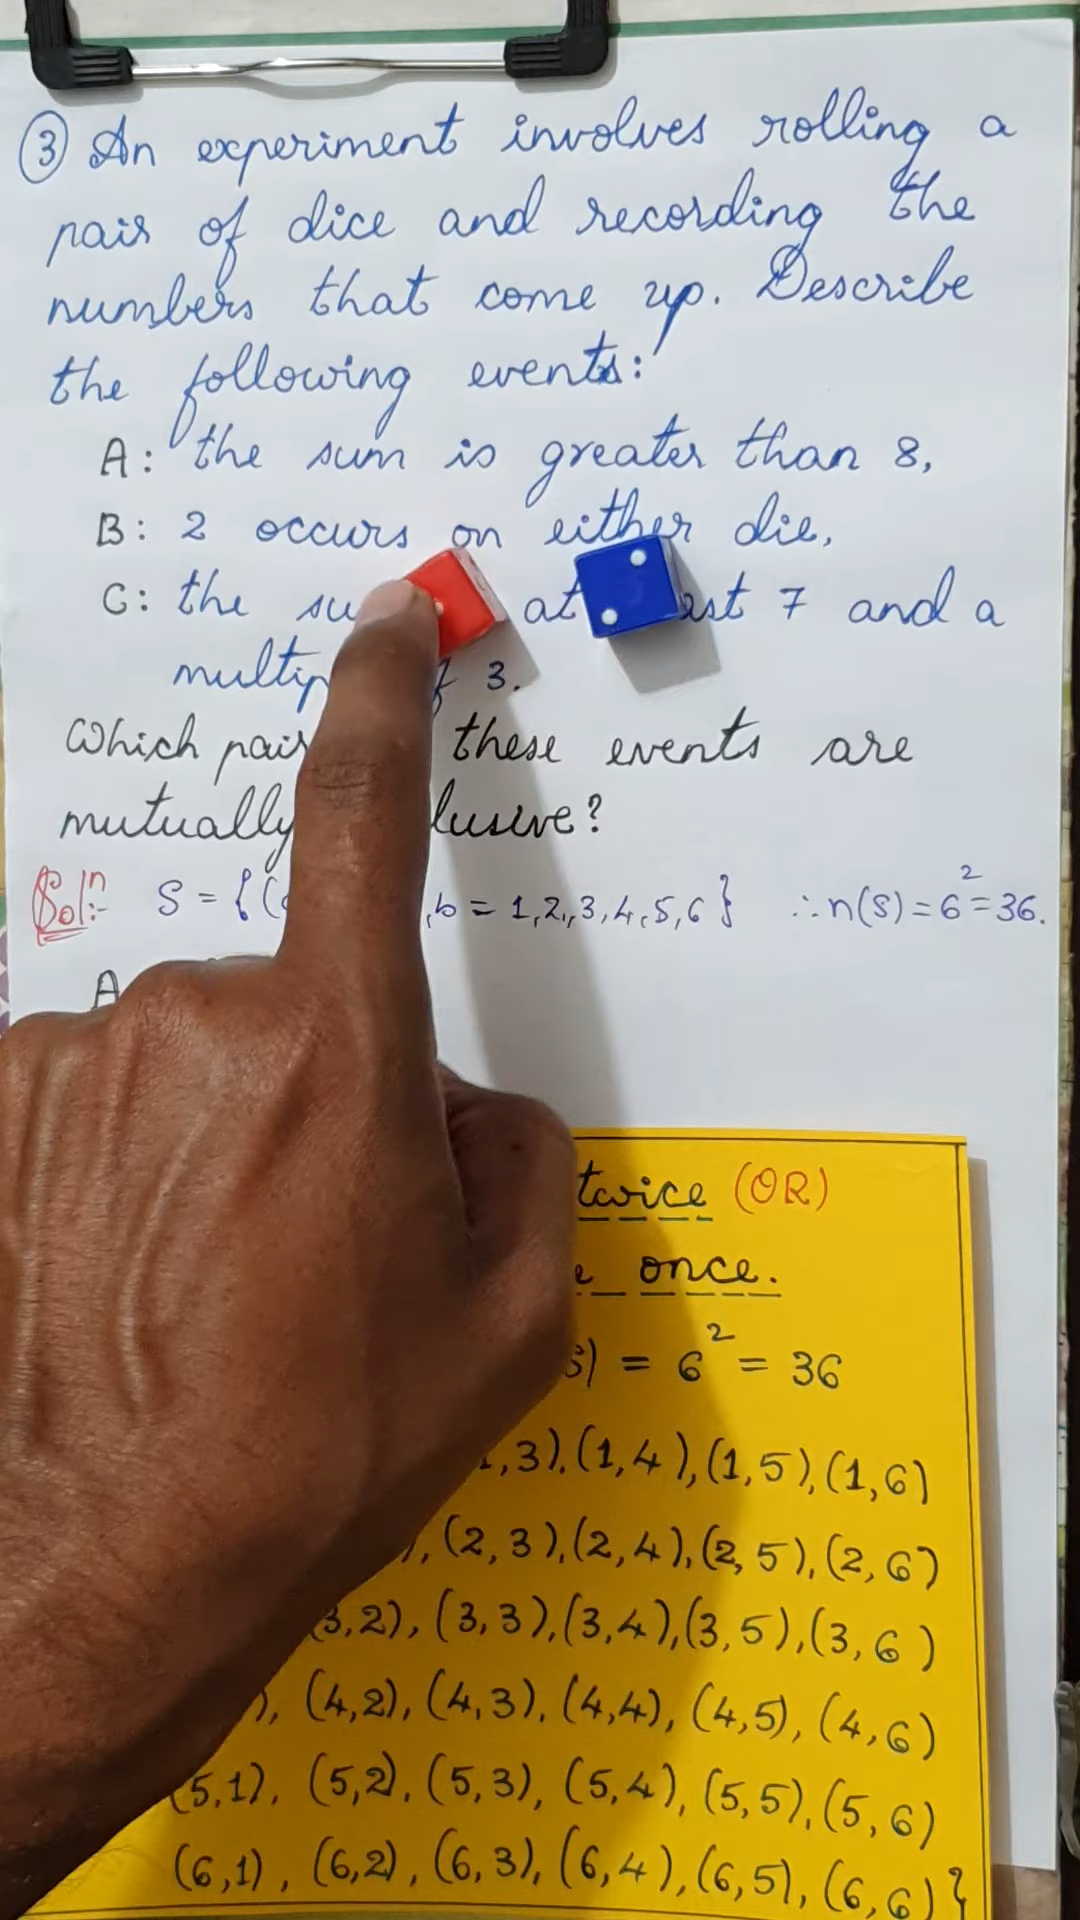 3 An experiment involves rolling a
pair of dice and recording the
numbers that come up. Describe
the following events:
A: the sum is greater than 8,
B: 2 occurs on either die,
C: the su at st 7 and a
multip 3.
Which pair these events are
mutually lusive?
Soln:- S = { ( ,b = 1,2,3,4,5,6 } ∴ n(S) = 6² = 36.
A
twice (OR)
once.
S) = 6² = 36
,3), (1,4), (1,5), (1,6)
), (2,3), (2,4), (2,5), (2,6)
(3,2), (3,3), (3,4), (3,5), (3,6)
), (4,2), (4,3), (4,4), (4,5), (4,6)
(5,1), (5,2), (5,3), (5,4), (5,5), (5,6)
(6,1), (6,2), (6,3), (6,4), (6,5), (6,6) }